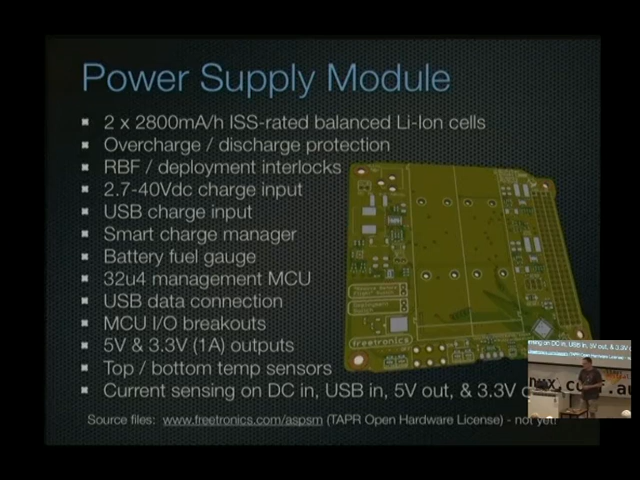 Power Supply Module
2 x 2800mA/h ISS-rated balanced Li-Ion cells
Overcharge / discharge protection
RBF / deployment interlocks
2.7-40Vdc charge input
USB charge input
Smart charge manager
Battery fuel gauge
32u4 management MCU
USB data connection
MCU I/O breakouts
5V & 3.3V (1A) outputs
Top / bottom temp sensors
Current sensing on DC in, USB in, 5V out, & 3.3V
Source files: www.freetronics.com/aspsm (TAPR Open Hardware License) - not yet!
freetronics